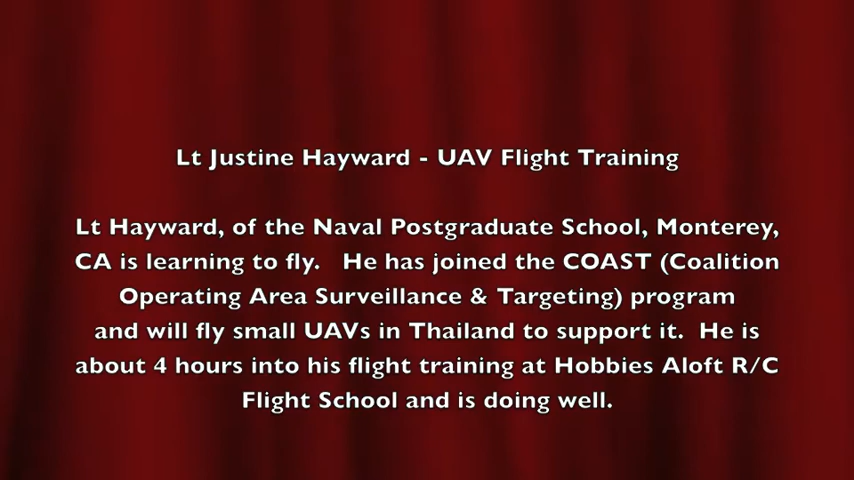 Lt Justine Hayward - UAV Flight Training
Lt Hayward, of the Naval Postgraduate School, Monterey,
CA is learning to fly.   He has joined the COAST (Coalition
Operating Area Surveillance & Targeting) program
and will fly small UAVs in Thailand to support it.  He is
about 4 hours into his flight training at Hobbies Aloft R/C
Flight School and is doing well.